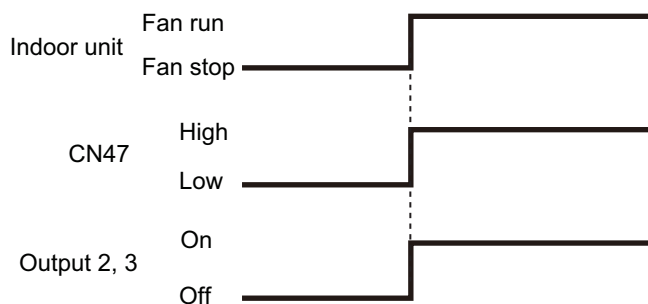 Indoor unit
Fan run
Fan stop
CN47
High
Low
Output 2, 3
On
Off